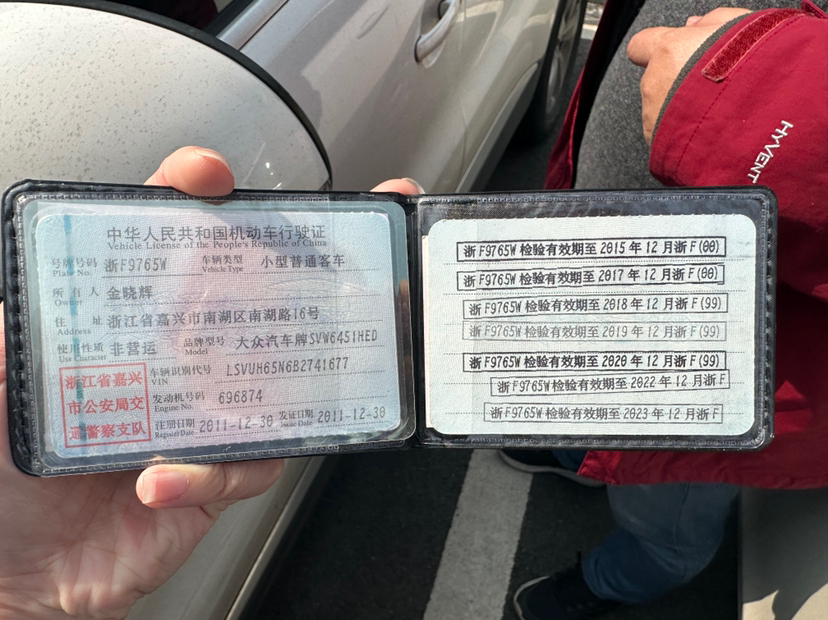 中华人民共和国机动车行驶证
Vehicle License of the People's Republic of China
号牌号码 浙F9765W 车辆类型 小型普通客车
Plate No. Vehicle Type
所有人 金晓辉
Owner
住址 浙江省嘉兴市南湖区南湖路16号
Address
使用性质 非营运 品牌型号 大众汽车牌SVW6451HED
Use Character Model
浙江省嘉兴
市公安局交
通警察支队
车辆识别代号 LSVUH65N6B2741677
VIN
发动机号码 696874
Engine No.
注册日期 2011-12-30 发证日期 2011-12-30
Register Date Issue Date
浙F9765W 检验有效期至 2015 年 12 月浙F(00)
浙F9765W 检验有效期至 2017 年 12 月浙F(00)
浙F9765W 检验有效期至 2018 年 12 月浙F(99)
浙F9765W 检验有效期至 2019 年 12 月浙F(99)
浙F9765W 检验有效期至 2020 年 12 月浙F(99)
浙F9765W 检验有效期至 2022 年 12 月浙F
浙F9765W 检验有效期至 2023 年 12 月浙F
HYVENT